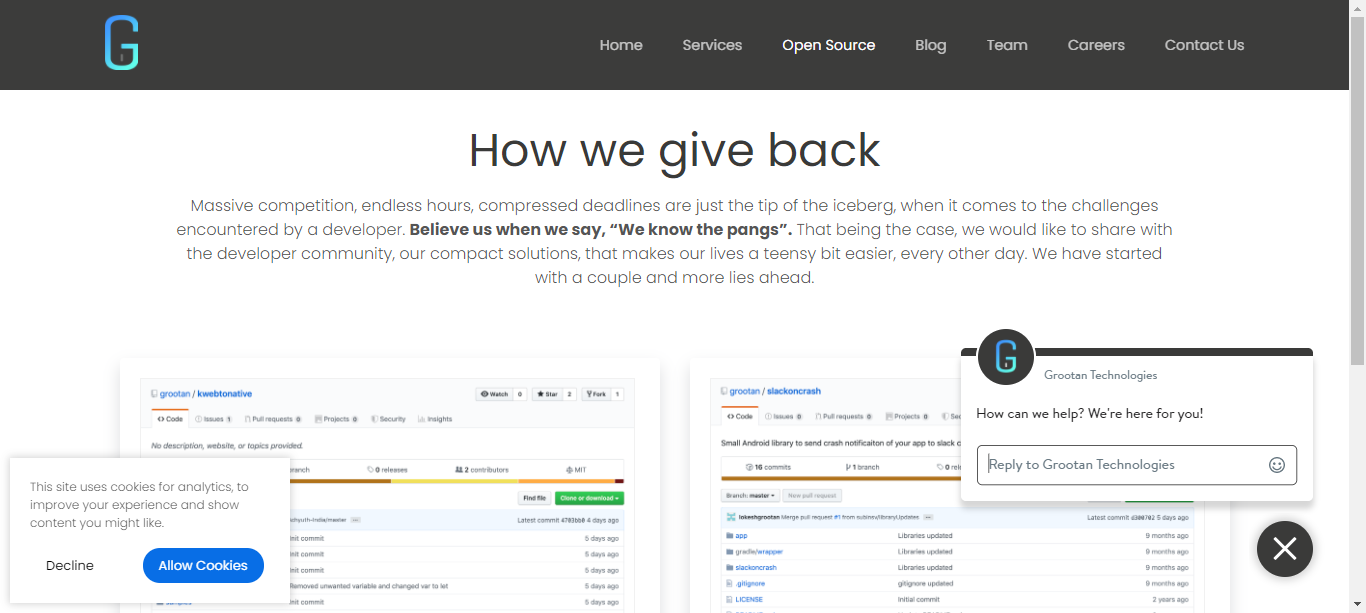 Home Services Open Source Blog Team Careers Contact Us
How we give back
Massive competition, endless hours, compressed deadlines are just the tip of the iceberg, when it comes to the challenges
encountered by a developer. Believe us when we say, “We know the pangs”. That being the case, we would like to share with
the developer community, our compact solutions, that makes our lives a teensy bit easier, every other day. We have started
with a couple and more lies ahead.
grootan / kwebtonative
Watch 0 Star 2 Fork 1
Code Issues 1 Pull requests 0 Projects 0 Security Insights
No description, website, or topics provided.
branch 0 releases 2 contributors MIT
Find file Clone or download
Latest commit 4783bb0 4 days ago
Init commit 5 days ago
Init commit 5 days ago
Init commit 5 days ago
Removed unwanted variable and changed var to let 5 days ago
Init commit 5 days ago
grootan / slackoncrash
Code Issues 0 Pull requests 0 Projects 0
Small Android library to send crash notificaiton of your app to slack
16 commits 1 branch
Branch: master New pull request
lokeshgrootan Merge pull request #1 from subinsv/libraryUpdates
Latest commit d300702 5 days ago
app Libraries updated 9 months ago
gradle/wrapper Libraries updated 9 months ago
slackoncrash Libraries updated 9 months ago
.gitignore gitignore updated 9 months ago
LICENSE Initial commit 2 years ago
This site uses cookies for analytics, to
improve your experience and show
content you might like.
Decline Allow Cookies
Grootan Technologies
How can we help? We're here for you!
Reply to Grootan Technologies